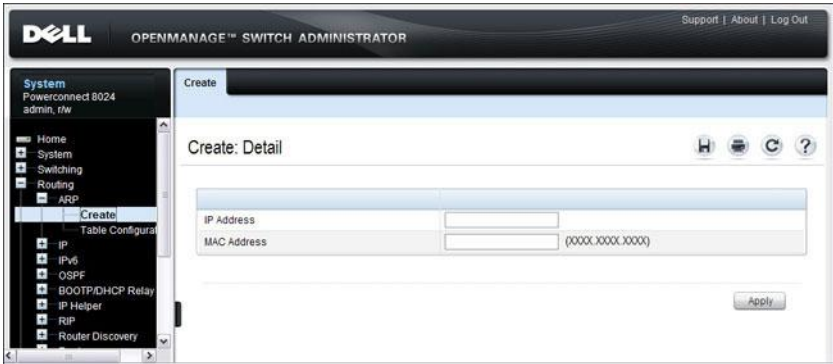 Support | About | Log Out
DELL OPENMANAGE™ SWITCH ADMINISTRATOR
System
Powerconnect 8024
admin, r/w
Create
Home
System
Switching
Routing
ARP
Create
Table Configurat
IP
IPv6
OSPF
BOOTP/DHCP Relay
IP Helper
RIP
Router Discovery
Create: Detail
IP Address
MAC Address (XXXX.XXXX.XXXX)
Apply